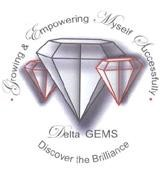 Growing & Empowering Myself Successfully
Delta GEMS
Discover the Brilliance